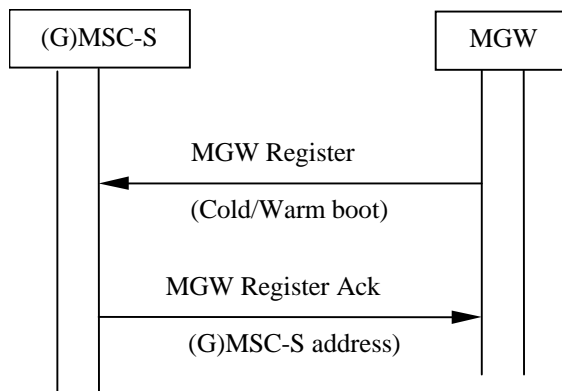 (G)MSC-S
MGW
MGW Register
(Cold/Warm boot)
MGW Register Ack
(G)MSC-S address)